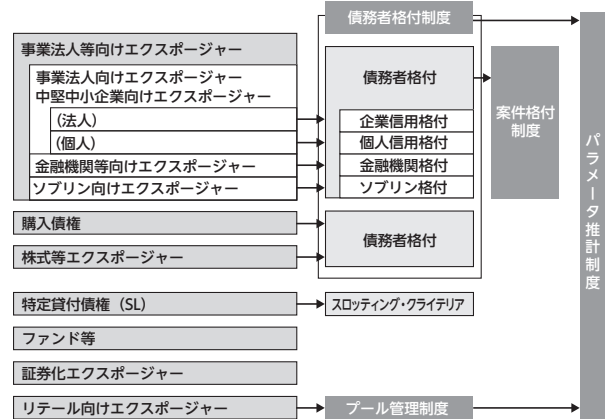 債務者格付制度
事業法人等向けエクスポージャー
事業法人向けエクスポージャー
中堅中小企業向けエクスポージャー
（法人）
（個人）
金融機関等向けエクスポージャー
ソブリン向けエクスポージャー
債務者格付
企業信用格付
個人信用格付
金融機関格付
ソブリン格付
案件格付
制度
パラメータ推計制度
購入債権
株式等エクスポージャー
債務者格付
特定貸付債権（SL）
スロッティング・クライテリア
ファンド等
証券化エクスポージャー
リテール向けエクスポージャー
プール管理制度